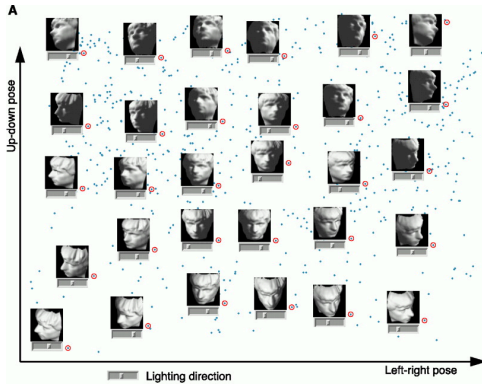 A
Up-down pose
Lighting direction
Left-right pose